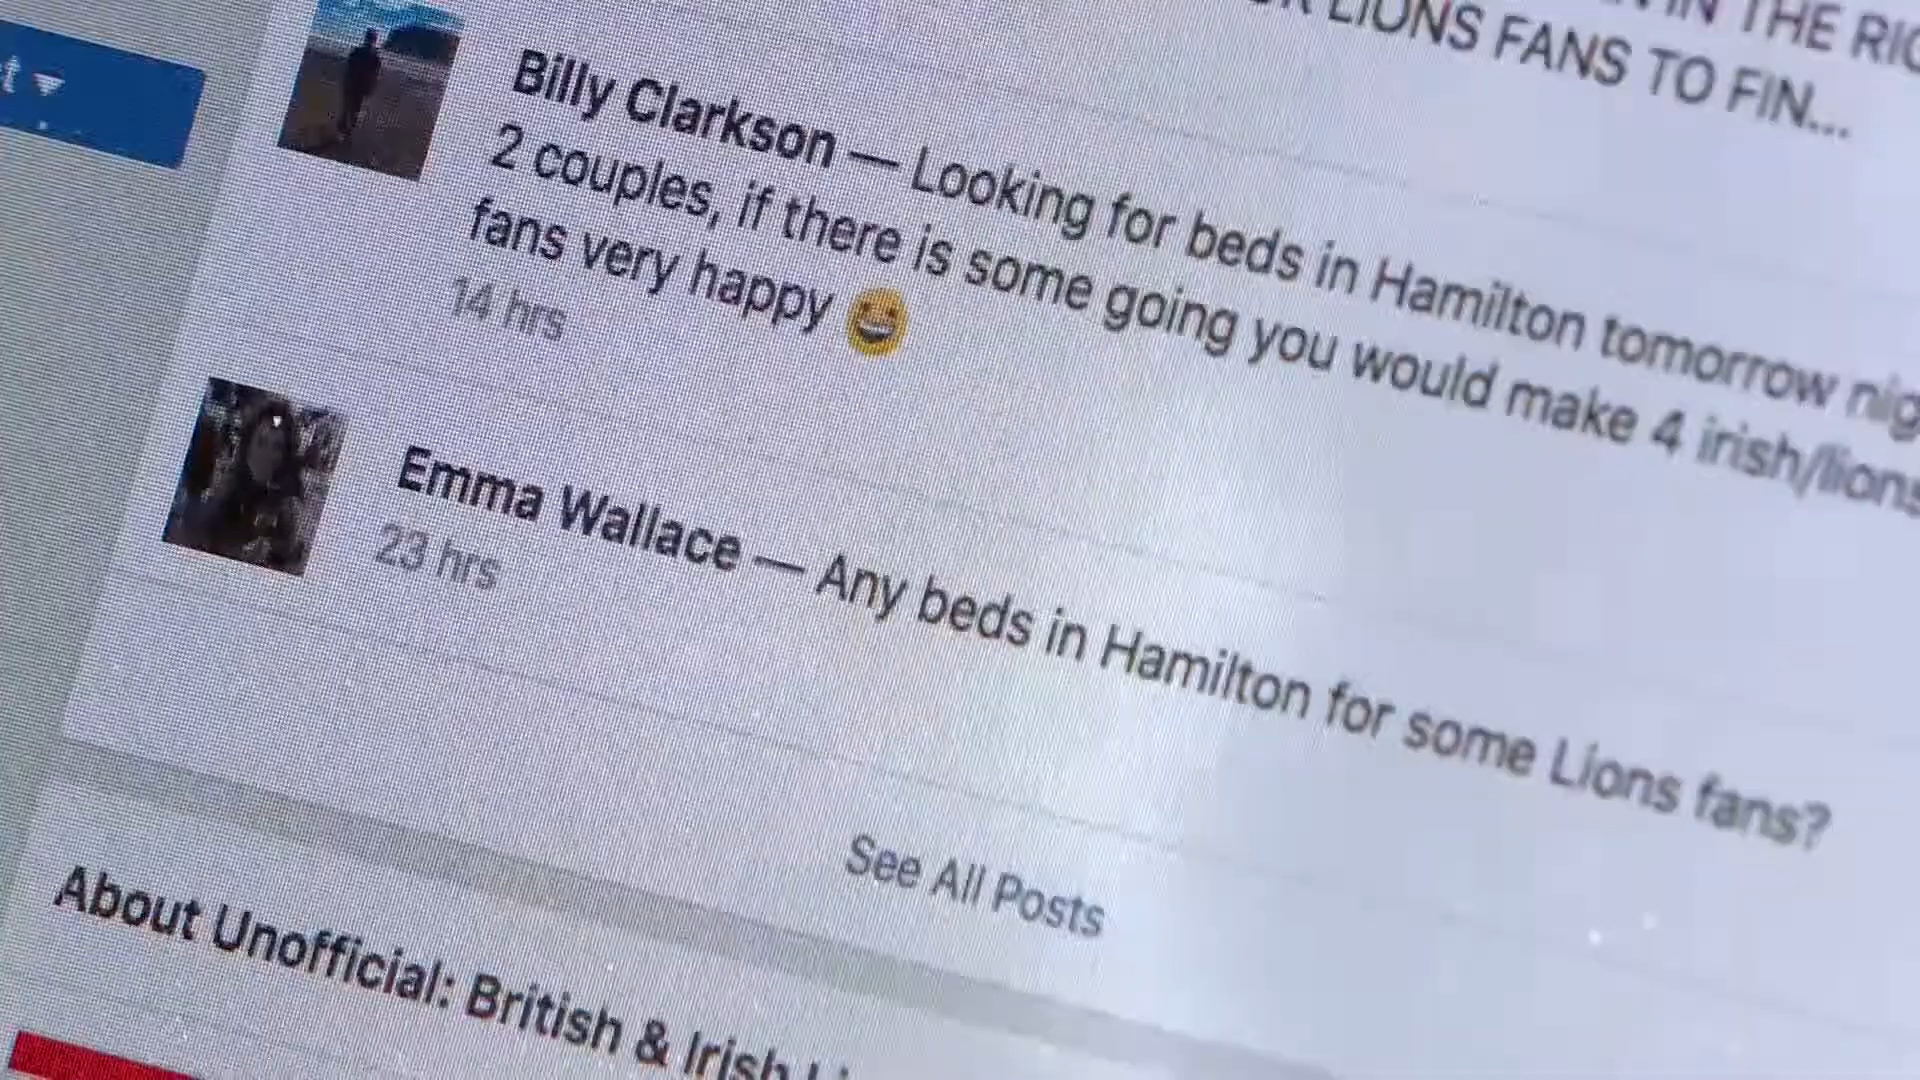 IN THE
LIONS FANS TO FIN...
Billy Clarkson — Looking for beds in Hamilton tomorrow
2 couples, if there is some going you would make 4 irish/lions
fans very happy 😀
14 hrs
Emma Wallace — Any beds in Hamilton for some Lions fans?
23 hrs
See All Posts
About Unofficial: British & Irish